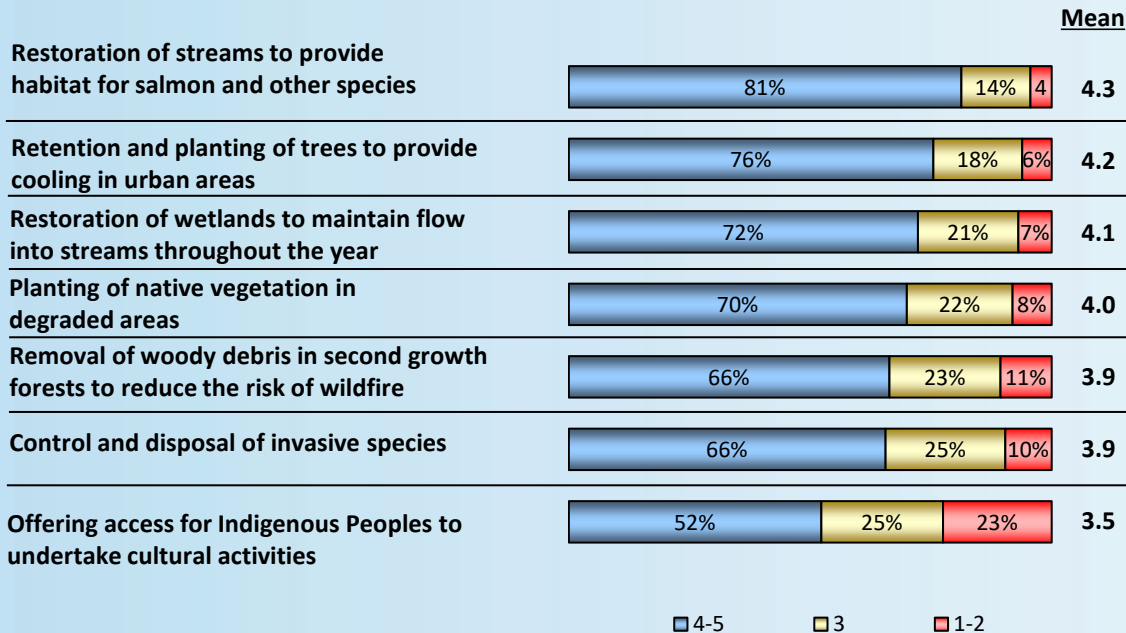 Mean
Restoration of streams to provide
habitat for salmon and other species
81% 14% 4 4.3
Retention and planting of trees to provide
cooling in urban areas
76% 18% 6% 4.2
Restoration of wetlands to maintain flow
into streams throughout the year
72% 21% 7% 4.1
Planting of native vegetation in
degraded areas
70% 22% 8% 4.0
Removal of woody debris in second growth
forests to reduce the risk of wildfire
66% 23% 11% 3.9
Control and disposal of invasive species
66% 25% 10% 3.9
Offering access for Indigenous Peoples to
undertake cultural activities
52% 25% 23% 3.5
4-5 3 1-2